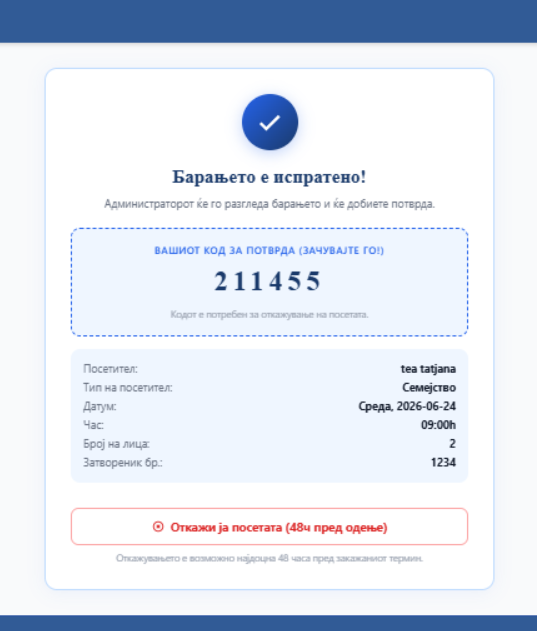 Барањето е испратено!
Администраторот ќе го разгледа барањето и ќе добиете потврда.
ВАШИОТ КОД ЗА ПОТВРДА (ЗАЧУВАЈТЕ ГО!)
211455
Кодот е потребен за откажување на посетата.
Посетител: tea tatjana
Тип на посетител: Семејство
Датум: Среда, 2026-06-24
Час: 09:00h
Број на лица: 2
Затвореник бр.: 1234
Откажи ја посетата (48ч пред одење)
Откажувањето е возможно најдоцна 48 часа пред закажаниот термин.